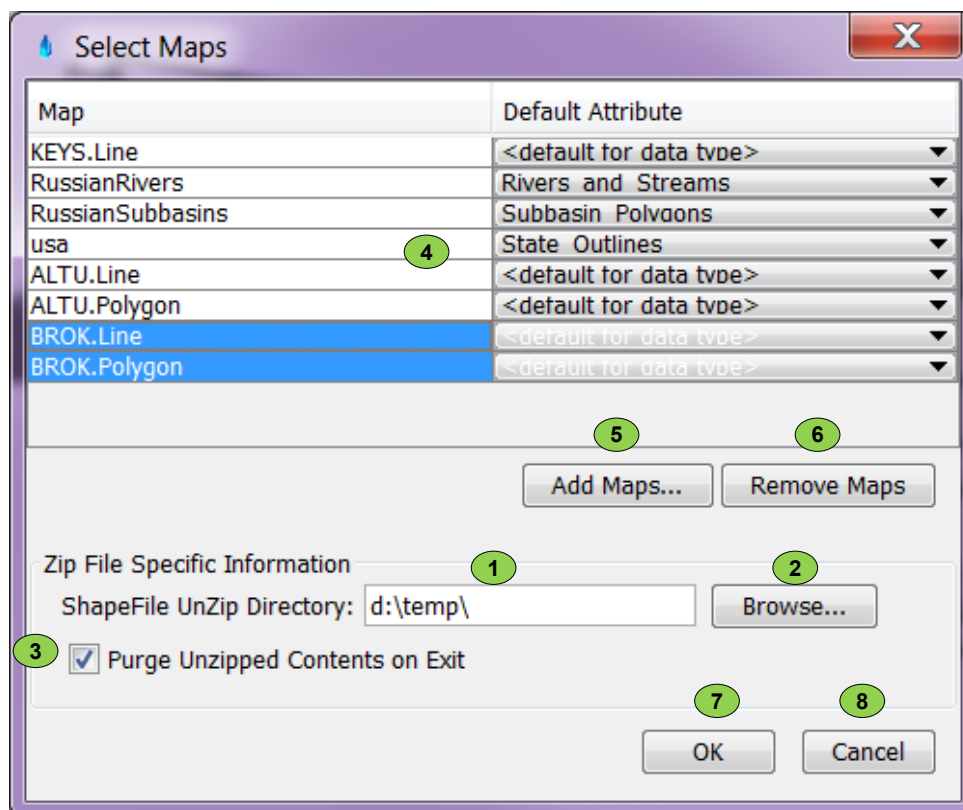 Select Maps
Map Default Attribute
KEYS.Line <default for data type>
RussianRivers Rivers and Streams
RussianSubbasins Subbasin Polygons
usa 4 State Outlines
ALTU.Line <default for data type>
ALTU.Polygon <default for data type>
BROK.Line <default for data type>
BROK.Polygon <default for data type>
5 6
Add Maps... Remove Maps
Zip File Specific Information 1 2
ShapeFile UnZip Directory: d:\temp\ Browse...
3 Purge Unzipped Contents on Exit
7 8
OK Cancel